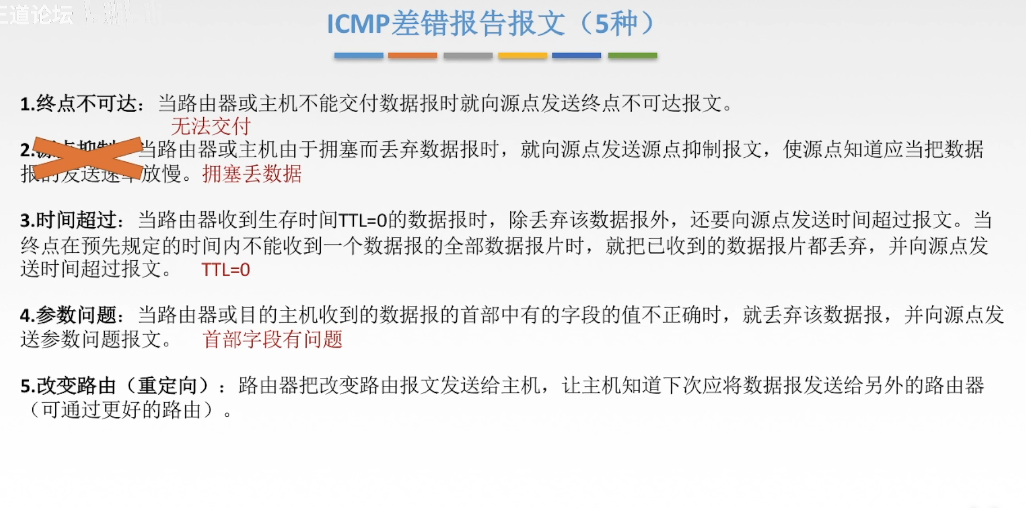 王道论坛
ICMP差错报告报文（5种）
1.终点不可达：当路由器或主机不能交付数据报时就向源点发送终点不可达报文。
无法交付
2.当路由器或主机由于拥塞而丢弃数据报时，就向源点发送源点抑制报文，使源点知道应当把数据
放慢。拥塞丢数据
3.时间超过：当路由器收到生存时间TTL=0的数据报时，除丢弃该数据报外，还要向源点发送时间超过报文。当
终点在预先规定的时间内不能收到一个数据报的全部数据报片时，就把已收到的数据报片都丢弃，并向源点发
送时间超过报文。 TTL=0
4.参数问题：当路由器或目的主机收到的数据报的首部中有的字段的值不正确时，就丢弃该数据报，并向源点发
送参数问题报文。 首部字段有问题
5.改变路由（重定向）：路由器把改变路由报文发送给主机，让主机知道下次应将数据报发送给另外的路由器
（可通过更好的路由）。